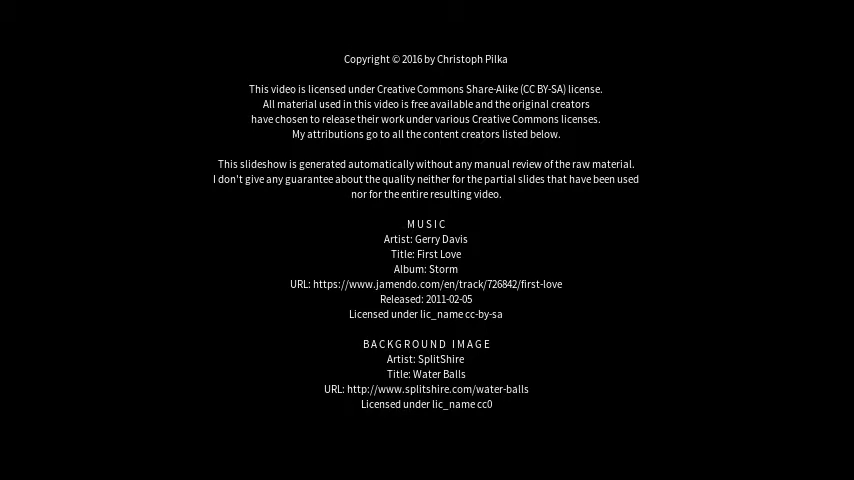 Copyright © 2016 by Christoph Pilka
This video is licensed under Creative Commons Share-Alike (CC BY-SA) license.
All material used in this video is free available and the original creators
have chosen to release their work under various Creative Commons licenses.
My attributions go to all the content creators listed below.
This slideshow is generated automatically without any manual review of the raw material.
I don't give any guarantee about the quality neither for the partial slides that have been used
nor for the entire resulting video.
MUSIC
Artist: Gerry Davis
Title: First Love
Album: Storm
URL: https://www.jamendo.com/en/track/726842/first-love
Released: 2011-02-05
Licensed under lic_name cc-by-sa
BACKGROUND IMAGE
Artist: SplitShire
Title: Water Balls
URL: http://www.splitshire.com/water-balls
Licensed under lic_name cc0